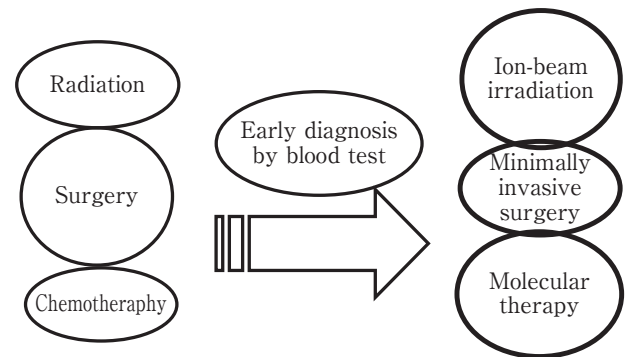 Radiation
Surgery
Chemotheraphy
Early diagnosis
by blood test
Ion-beam
irradiation
Minimally
invasive
surgery
Molecular
therapy